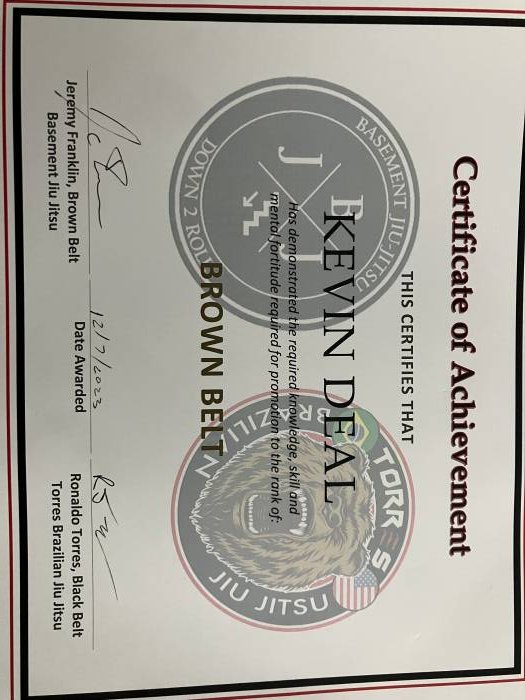 Certificate of Achievement
THIS CERTIFIES THAT
KEVIN DEAL
Has demonstrated the required knowledge, skill and
mental fortitude required for promotion to the rank of:
BROWN BELT
BASEMENT JIU-JITSU
B
J
J
DOWN 2 ROLL
TORRES
BRAZILIAN
JIU JITSU
12/7/2023
Jeremy Franklin, Brown Belt
Basement Jiu Jitsu
Date Awarded
Ronaldo Torres, Black Belt
Torres Brazilian Jiu Jitsu